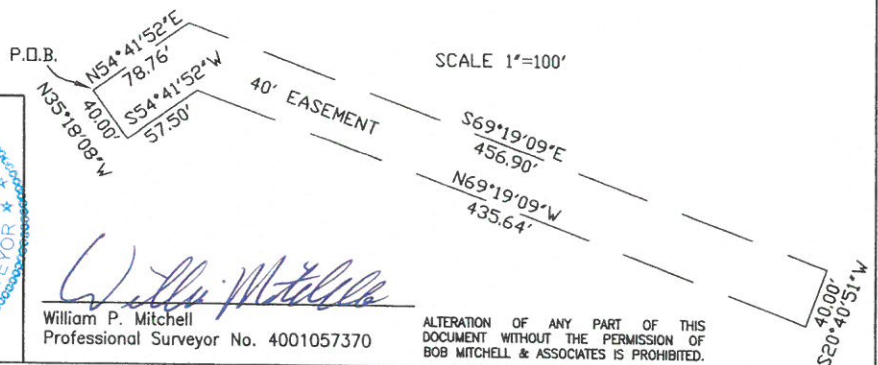 P.O.B.
N54°41'52"E
78.76'
S54°41'52"W
57.50'
40.00'
N35°18'08"W
SCALE 1"=100'
40' EASEMENT
S69°19'09"E
456.90'
N69°19'09"W
435.64'
40.00'
S20°40'51"W
EYOR
William P. Mitchell
Professional Surveyor No. 4001057370
ALTERATION OF ANY PART OF THIS
DOCUMENT WITHOUT THE PERMISSION OF
BOB MITCHELL & ASSOCIATES IS PROHIBITED.